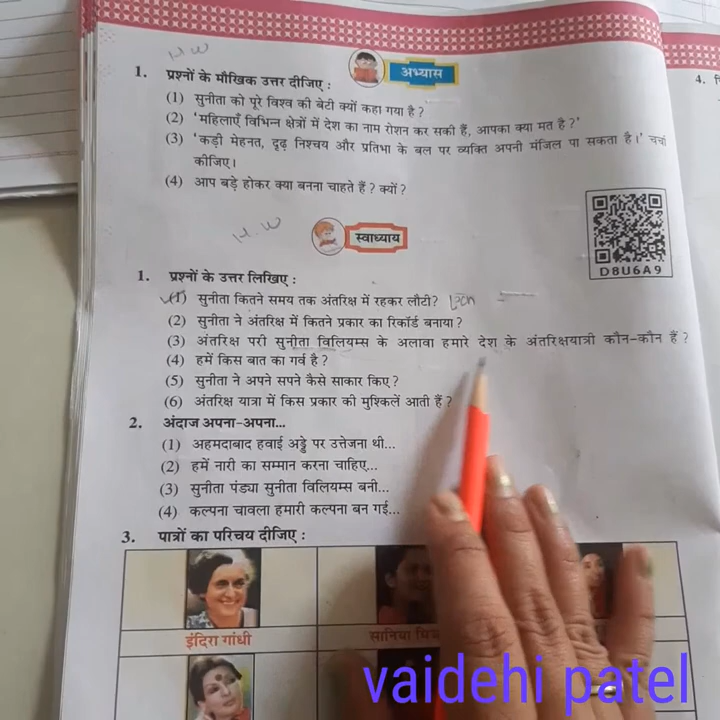 H.W
अभ्यास
1. प्रश्नों के मौखिक उत्तर दीजिए :
4.
(1) सुनीता को पूरे विश्व की बेटी क्यों कहा गया है ?
(2) 'महिलाएँ विभिन्न क्षेत्रों में देश का नाम रोशन कर सकी हैं, आपका क्या मत है ?'
(3) 'कड़ी मेहनत, दृढ़ निश्चय और प्रतिभा के बल पर व्यक्ति अपनी मंजिल पा सकता है।' चर्चा
कीजिए।
(4) आप बड़े होकर क्या बनना चाहते हैं ? क्यों ?
H.W
स्वाध्याय
D8U6A9
1. प्रश्नों के उत्तर लिखिए :
(1) सुनीता कितने समय तक अंतरिक्ष में रहकर लौटी?
(2) सुनीता ने अंतरिक्ष में कितने प्रकार का रिकॉर्ड बनाया ?
(3) अंतरिक्ष परी सुनीता विलियम्स के अलावा हमारे देश के अंतरिक्षयात्री कौन-कौन हैं ?
(4) हमें किस बात का गर्व है ?
(5) सुनीता ने अपने सपने कैसे साकार किए ?
(6) अंतरिक्ष यात्रा में किस प्रकार की मुश्किलें आती हैं ?
2. अंदाज अपना-अपना...
(1) अहमदाबाद हवाई अड्डे पर उत्तेजना थी...
(2) हमें नारी का सम्मान करना चाहिए...
(3) सुनीता पंड्या सुनीता विलियम्स बनी...
(4) कल्पना चावला हमारी कल्पना बन गई...
3. पात्रों का परिचय दीजिए :
इंदिरा गांधी
सानिया
vaidehi patel